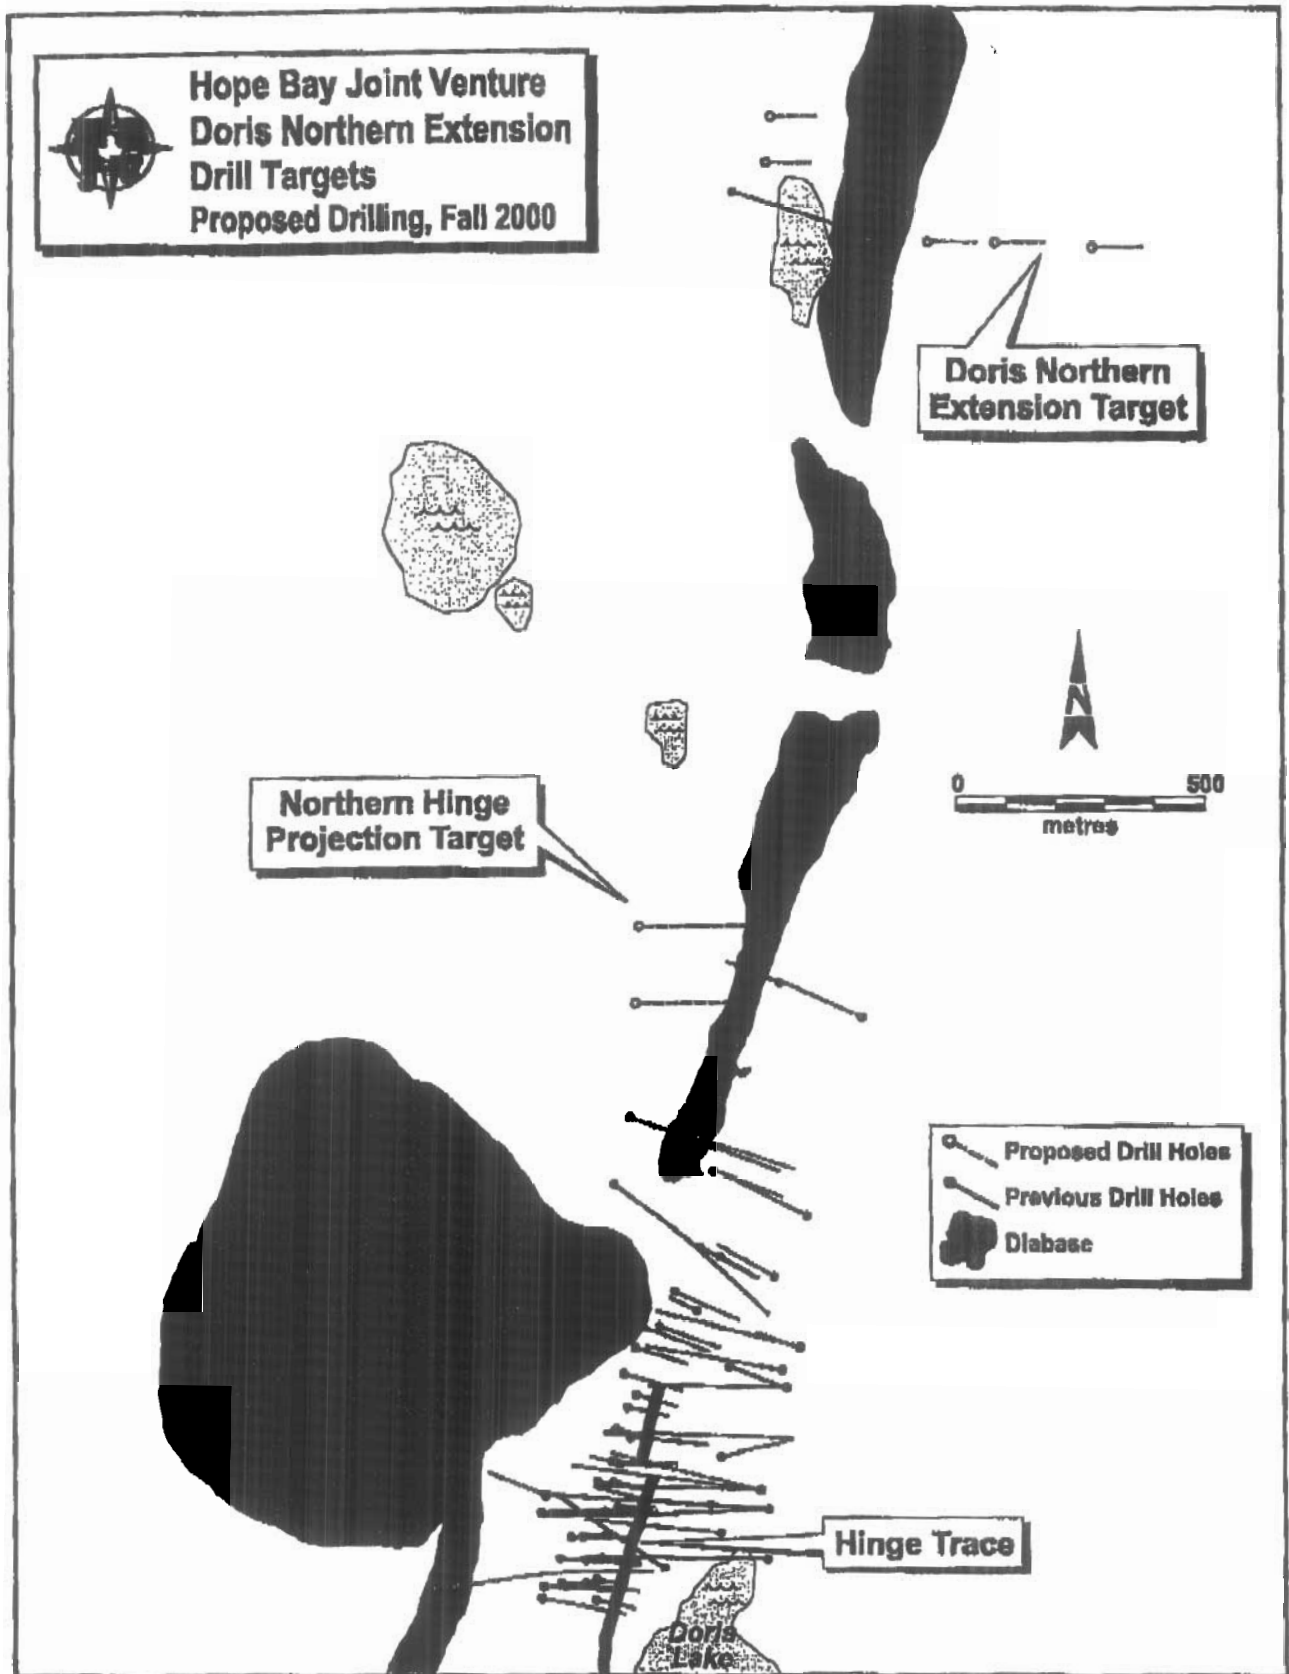 Hope Bay Joint Venture
Doris Northern Extension
Drill Targets
Proposed Drilling, Fall 2000
Doris Northern
Extension Target
N
0 500
metres
Northern Hinge
Projection Target
Proposed Drill Holes
Previous Drill Holes
Diabase
Hinge Trace
Doris
Lake